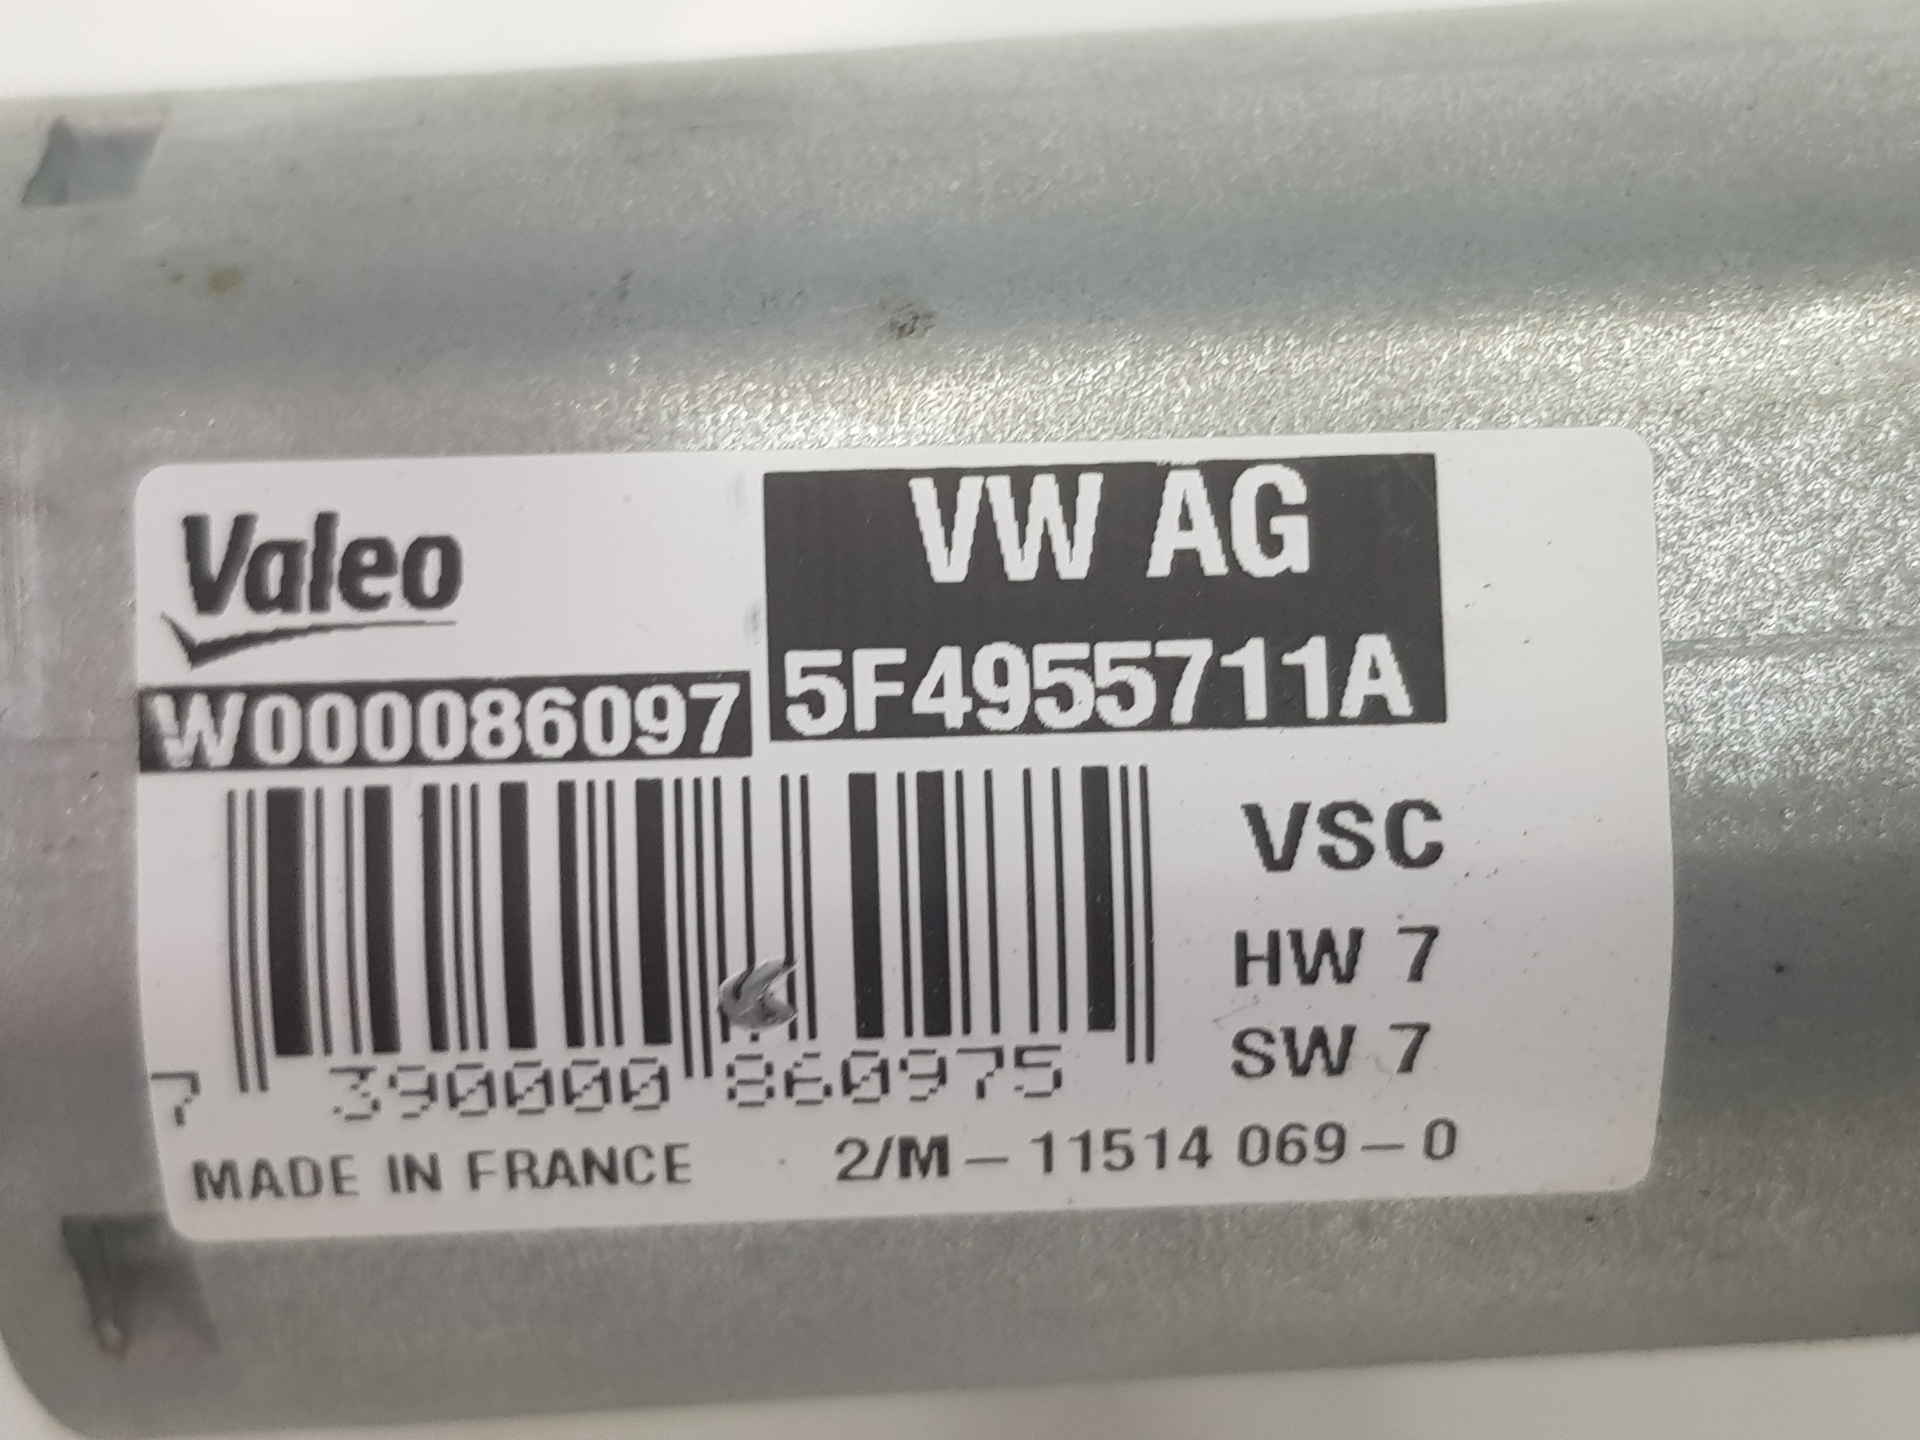 Valeo
VW AG
W000086097
5F4955711A
VSC
HW 7
SW 7
7 390000 860975
MADE IN FRANCE
2/M - 11514 069 - 0